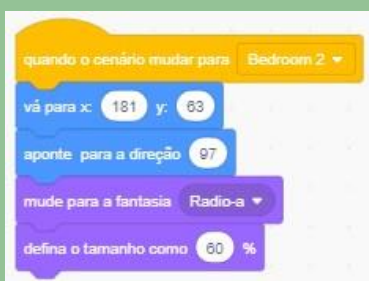 quando o cenário mudar para Bedroom 2
vá para x: 181 y: 63
aponte para a direção 97
mude para a fantasia Radio-a
defina o tamanho como 60 %